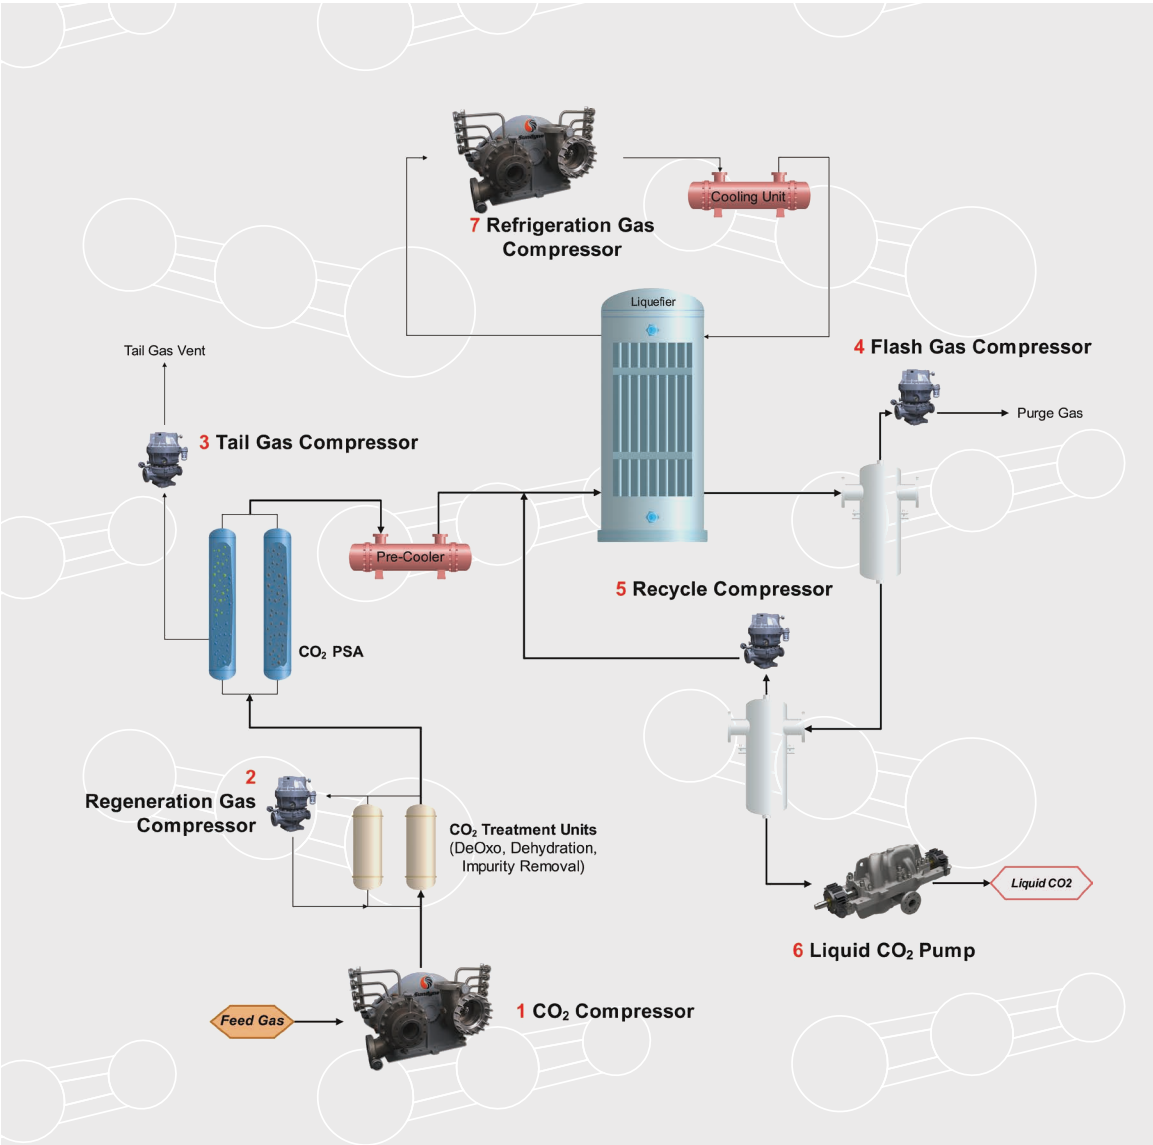 7 Refrigeration Gas
Compressor
Cooling Unit
Liquefier
Tail Gas Vent
4 Flash Gas Compressor
Purge Gas
3 Tail Gas Compressor
Pre-Cooler
5 Recycle Compressor
CO₂ PSA
2
Regeneration Gas
Compressor
CO₂ Treatment Units
(DeOxo, Dehydration,
Impurity Removal)
Liquid CO2
6 Liquid CO₂ Pump
Feed Gas
1 CO₂ Compressor